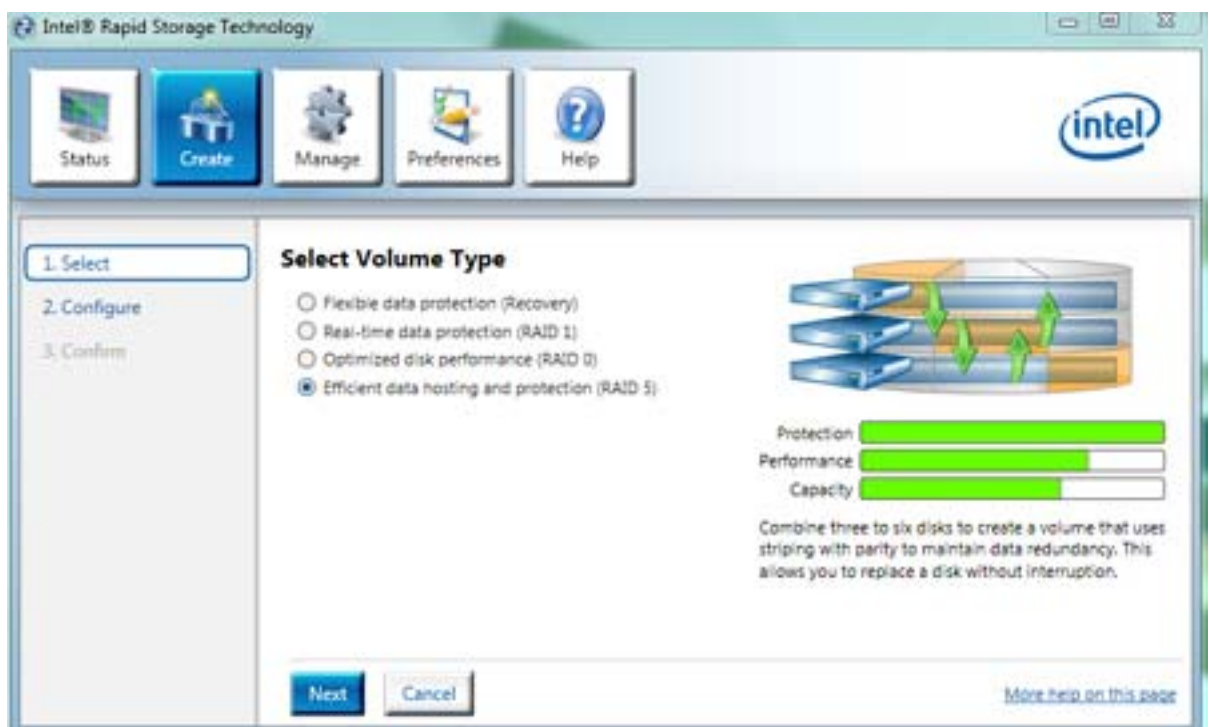 Intel® Rapid Storage Technology
Status
Create
Manage
Preferences
Help
intel
1. Select
2. Configure
3. Confirm
Select Volume Type
Flexible data protection (Recovery)
Real-time data protection (RAID 1)
Optimized disk performance (RAID 0)
Efficient data hosting and protection (RAID 5)
Protection
Performance
Capacity
Combine three to six disks to create a volume that uses
striping with parity to maintain data redundancy. This
allows you to replace a disk without interruption.
Next
Cancel
More help on this page